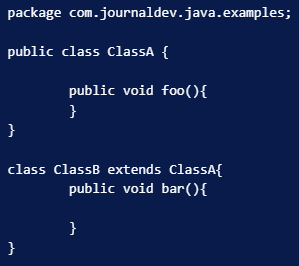 package com.journaldev.java.examples;
public class ClassA {
public void foo(){
}
}
class ClassB extends ClassA{
public void bar(){
}
}